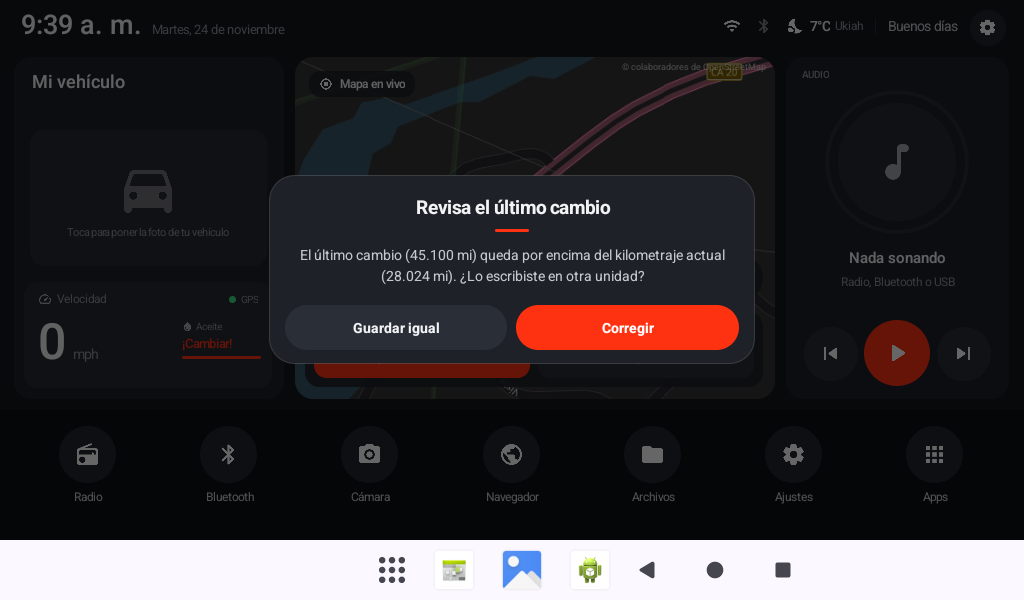 9:39 a. m.
Martes, 24 de noviembre
7°C Ukiah
Buenos días
Mi vehículo
Toca para poner la foto de tu vehículo
Velocidad
GPS
0 mph
Aceite
¡Cambiar!
Mapa en vivo
© colaboradores de OpenStreetMap
CA 20
AUDIO
Nada sonando
Radio, Bluetooth o USB
Revisa el último cambio
El último cambio (45.100 mi) queda por encima del kilometraje actual
(28.024 mi). ¿Lo escribiste en otra unidad?
Guardar igual
Corregir
Radio
Bluetooth
Cámara
Navegador
Archivos
Ajustes
Apps